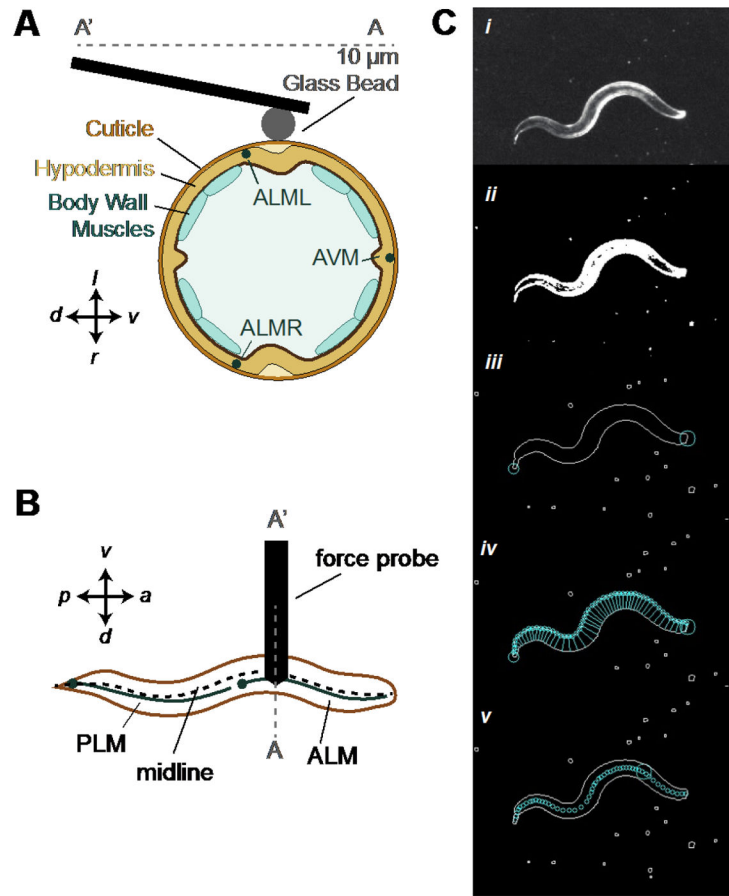 A
A'
A
10 µm
Glass Bead
Cuticle
Hypodermis
Body Wall
Muscles
ALML
AVM
ALMR
l
d
v
r
B
A'
force probe
v
p
a
d
PLM
midline
A
ALM
C
i
ii
iii
iv
v